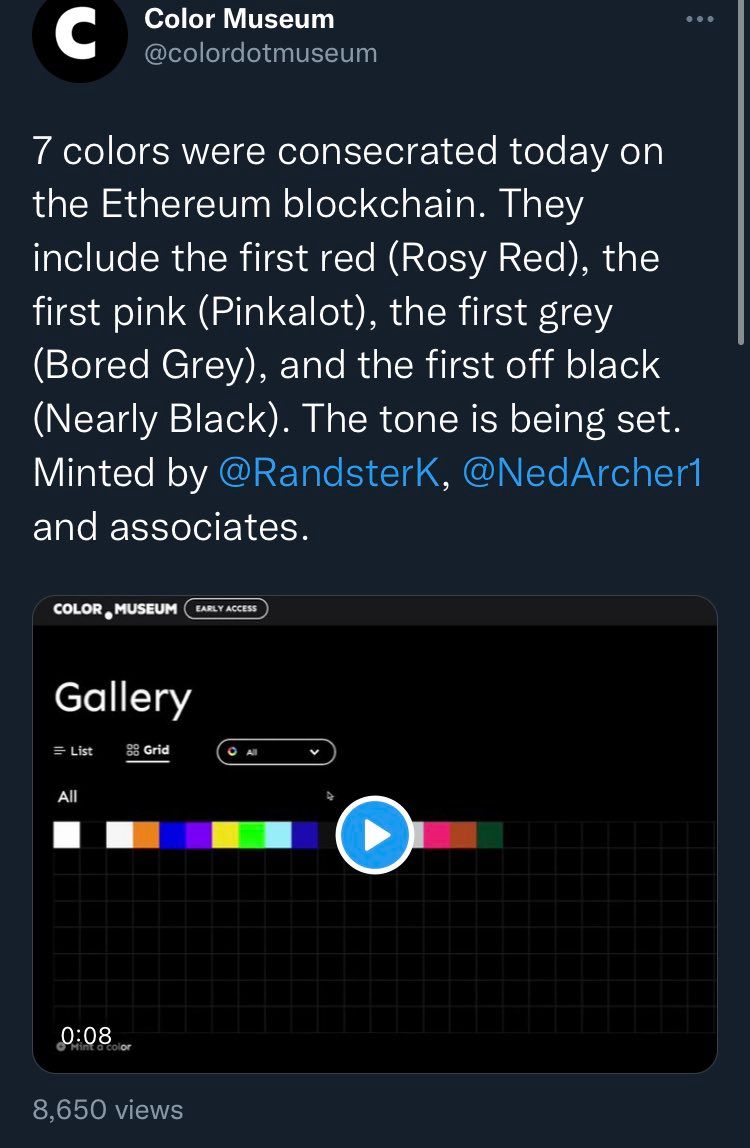 C
Color Museum
@colordotmuseum
7 colors were consecrated today on
the Ethereum blockchain. They
include the first red (Rosy Red), the
first pink (Pinkalot), the first grey
(Bored Grey), and the first off black
(Nearly Black). The tone is being set.
Minted by @RandsterK, @NedArcher1
and associates.
COLOR.MUSEUM EARLY ACCESS
Gallery
List Grid All
All
0:08
Mint a color
8,650 views